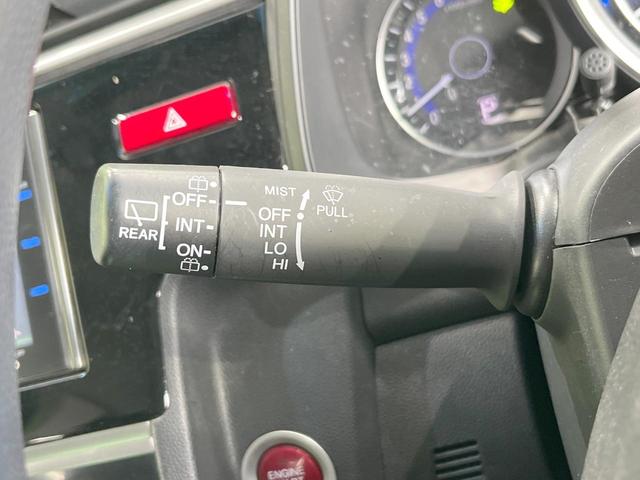 OFF
INT
ON
REAR
MIST
OFF
INT
LO
HI
PULL
ENGINE